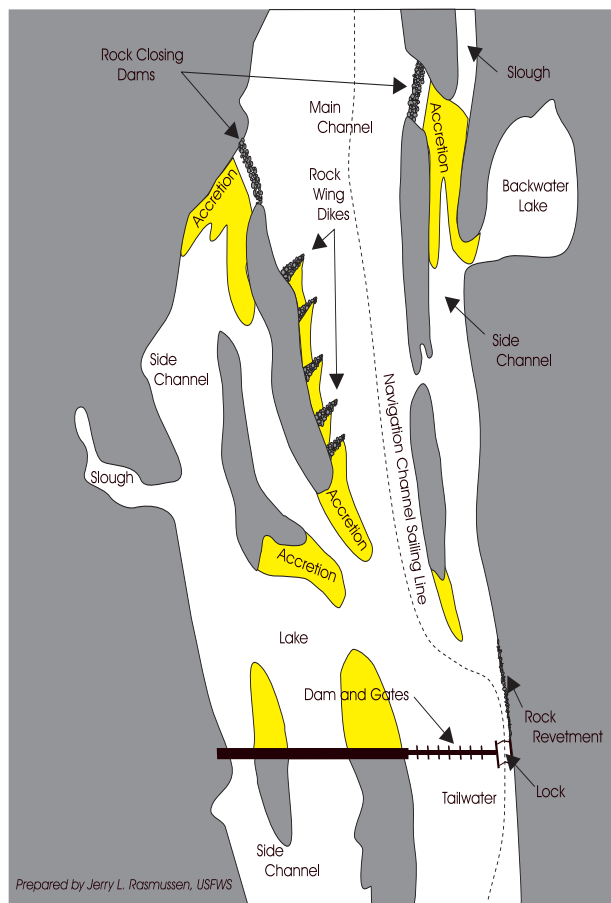 Rock Closing
Dams
Slough
Main
Channel
Accretion
Rock
Wing
Dikes
Backwater
Lake
Accretion
Side
Channel
Side
Channel
Navigation Channel Sailing Line
Slough
Accretion
Accretion
Lake
Dam and Gates
Rock
Revetment
Lock
Tailwater
Side
Channel
Prepared by Jerry L. Rasmussen, USFWS